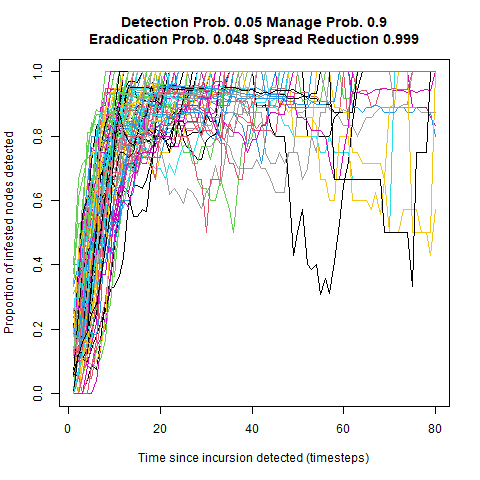 Detection Prob. 0.05 Manage Prob. 0.9
Eradication Prob. 0.048 Spread Reduction 0.999
Proportion of infested nodes detected
1.0
0.8
0.6
0.4
0.2
0.0
0 20 40 60 80
Time since incursion detected (timesteps)